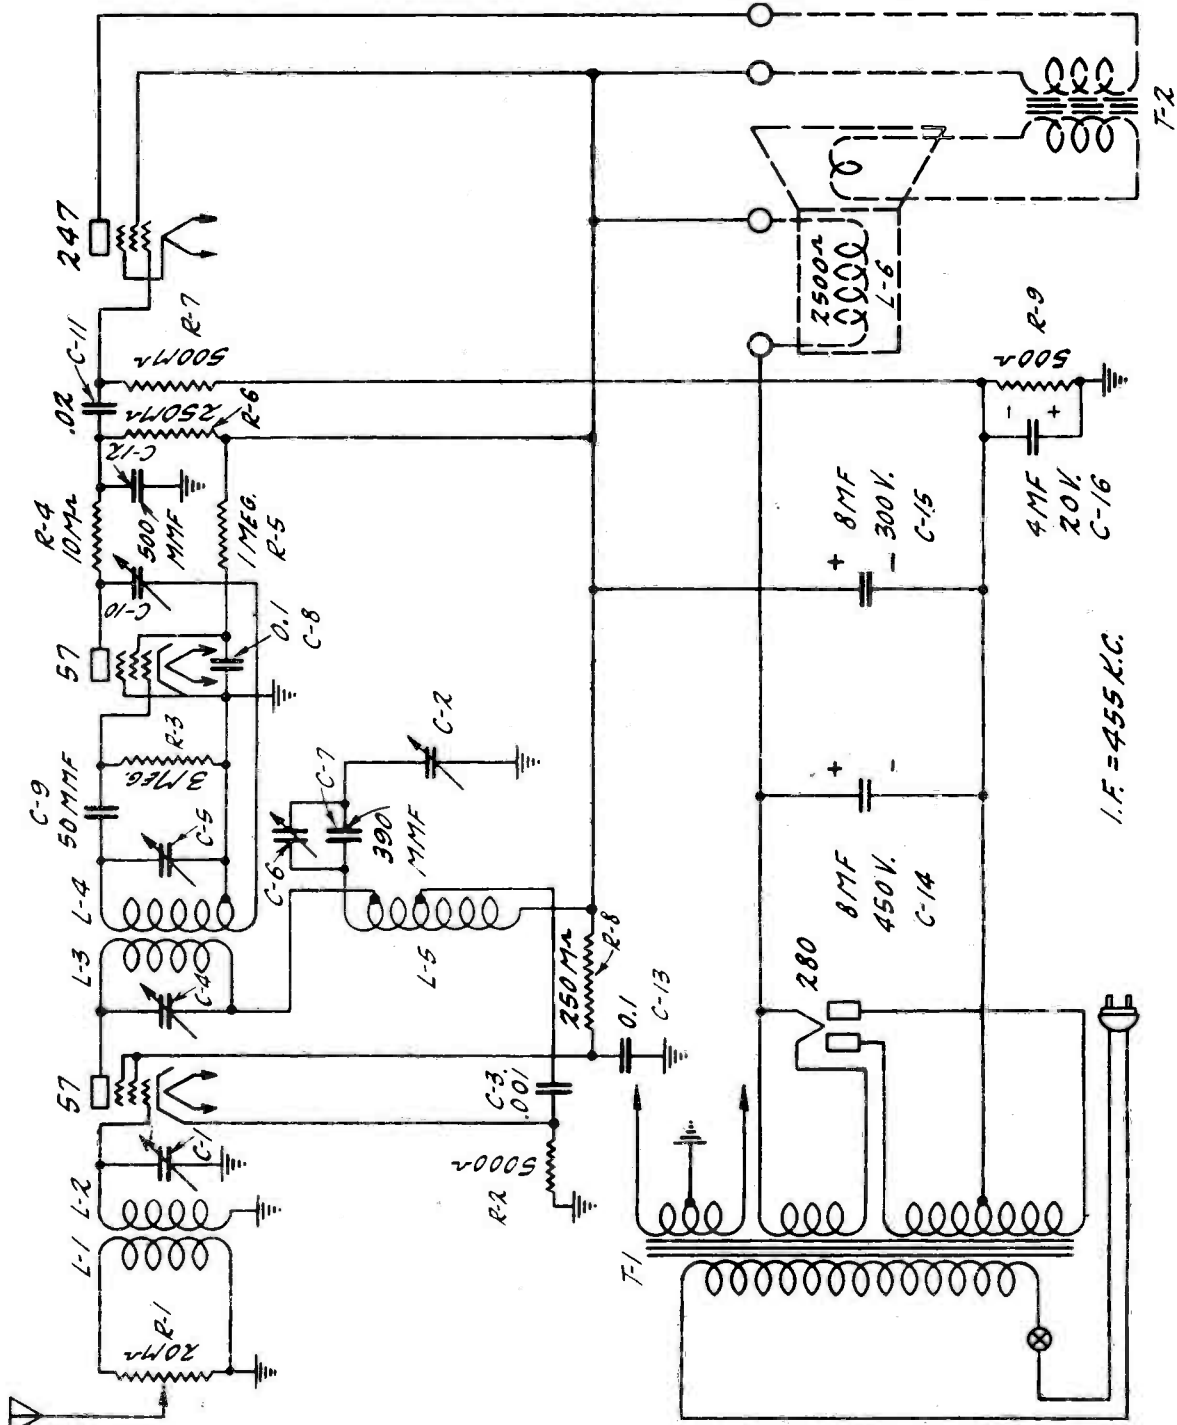 R-1
20MΩ
L-1
L-2
C-1
57
L-3
C-4
L-4
C-5
C-9
50 MMF
3 MEG.
R-3
57
C-10
R-4
10MΩ
500
MMF
C-12
1 MEG.
R-5
0.1
C-8
.02
C-11
250MΩ
R-6
500MΩ
R-7
247
R-2
5000Ω
C-3
.001
L-5
C-6
C-7
390
MMF
C-2
250MΩ
R-8
0.1
C-13
T-1
280
8MF
450V.
C-14
+
-
8MF
300V.
C-15
+
-
2500Ω
L-6
R-9
500Ω
-
+
4MF
20V.
C-16
T-2
I.F. = 455 K.C.